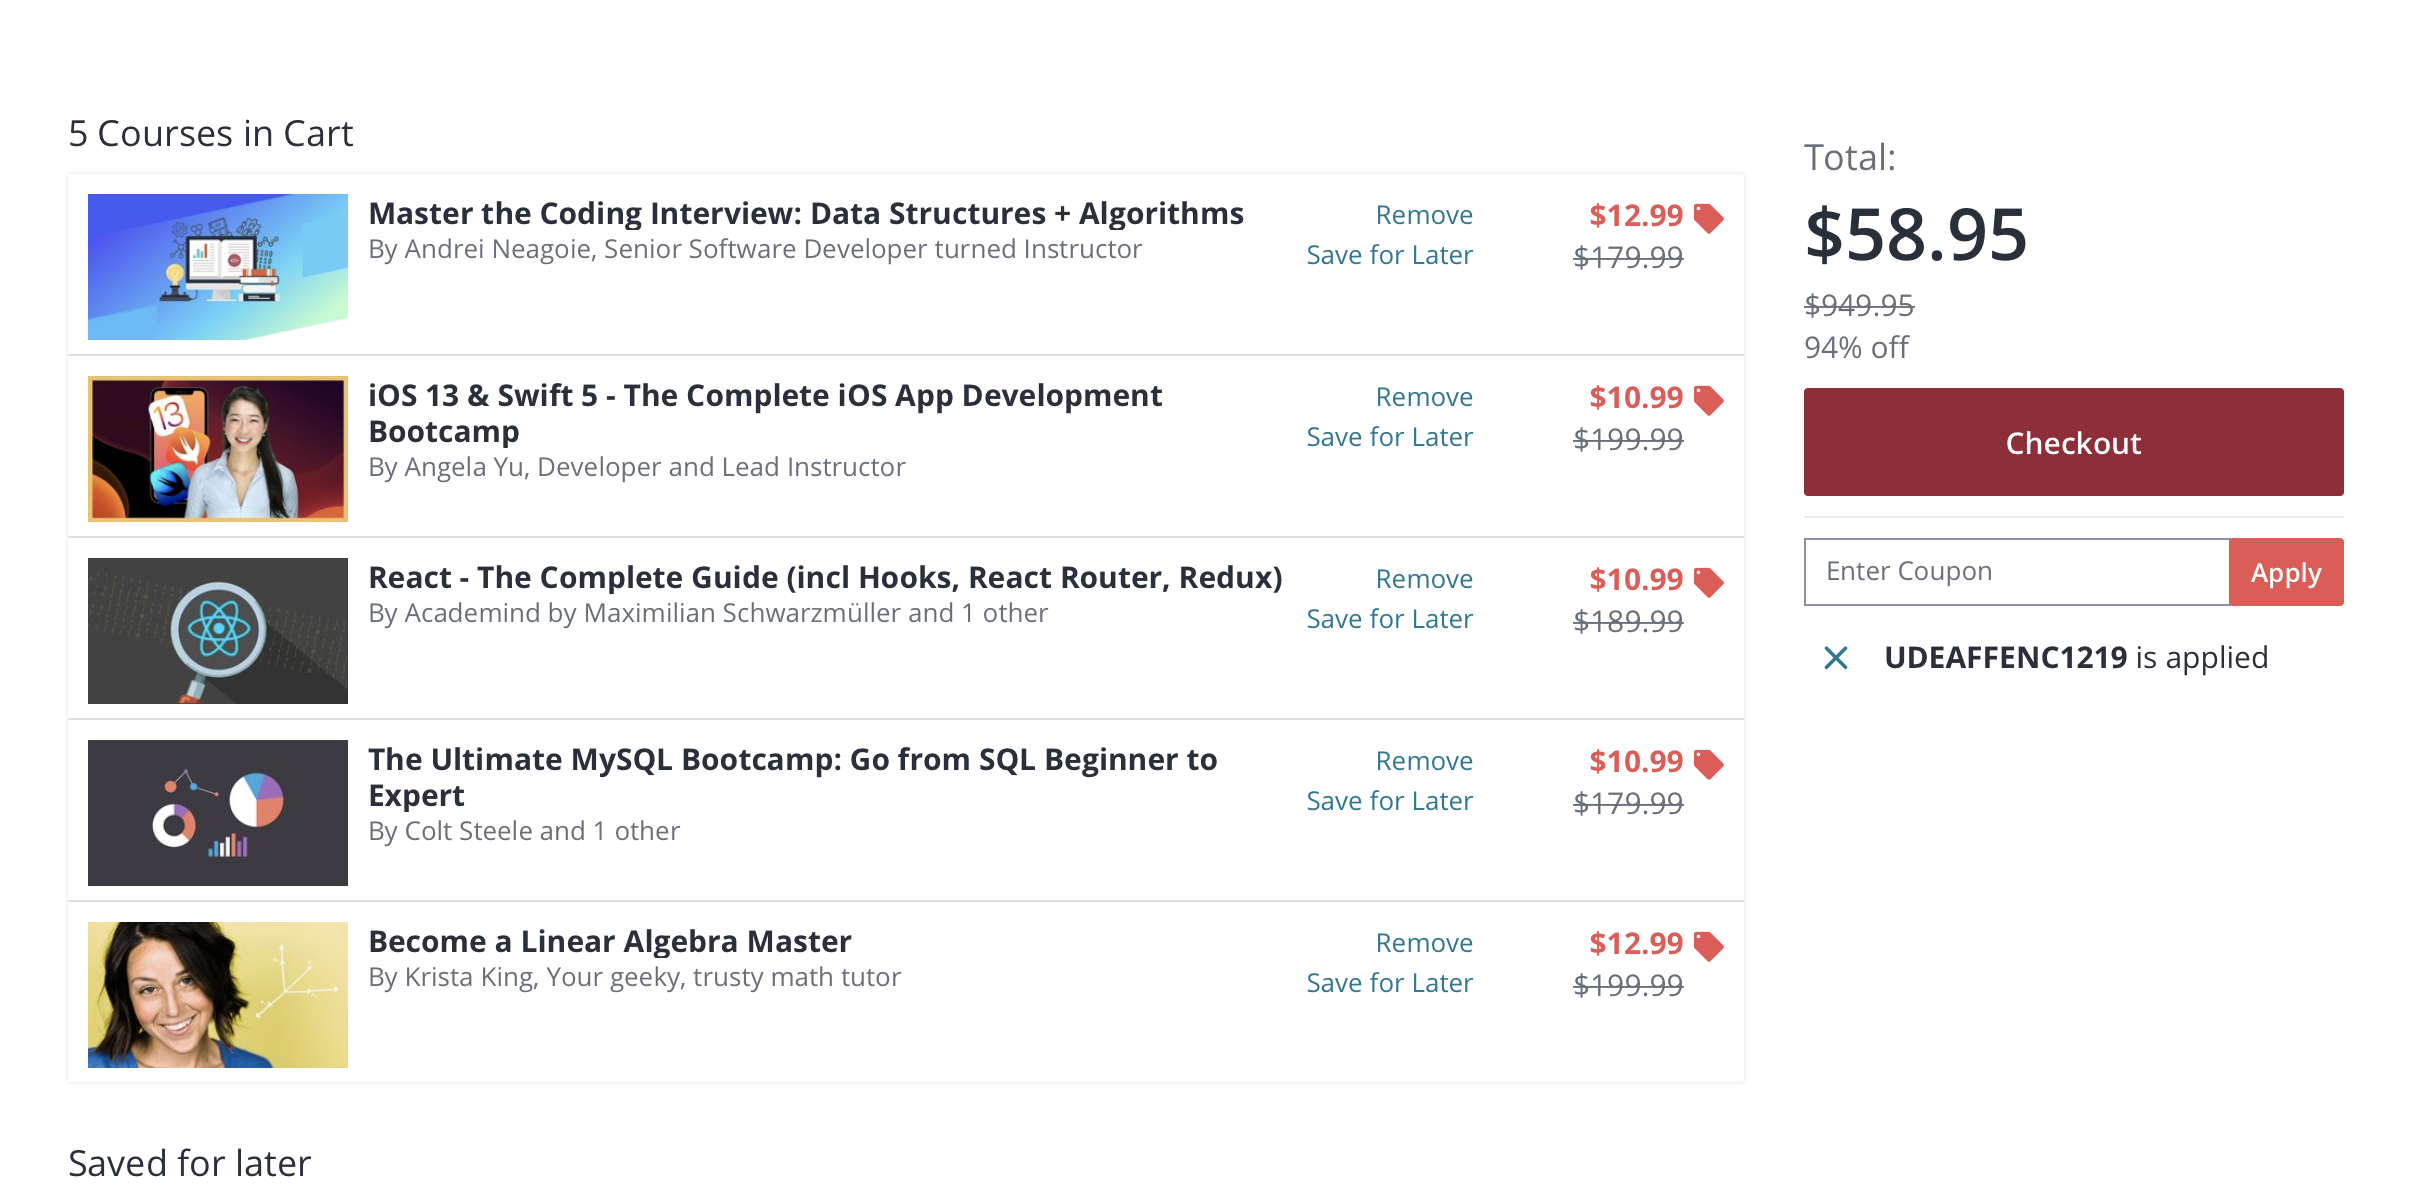 5 Courses in Cart
Master the Coding Interview: Data Structures + Algorithms
By Andrei Neagoie, Senior Software Developer turned Instructor
Remove
Save for Later
$12.99
$179.99
13
iOS 13 & Swift 5 - The Complete iOS App Development
Bootcamp
By Angela Yu, Developer and Lead Instructor
Remove
Save for Later
$10.99
$199.99
React - The Complete Guide (incl Hooks, React Router, Redux)
By Academind by Maximilian Schwarzmüller and 1 other
Remove
Save for Later
$10.99
$189.99
The Ultimate MySQL Bootcamp: Go from SQL Beginner to
Expert
By Colt Steele and 1 other
Remove
Save for Later
$10.99
$179.99
Become a Linear Algebra Master
By Krista King, Your geeky, trusty math tutor
Remove
Save for Later
$12.99
$199.99
Saved for later
Total:
$58.95
$949.95
94% off
Checkout
Enter Coupon
Apply
UDEAFFENC1219 is applied